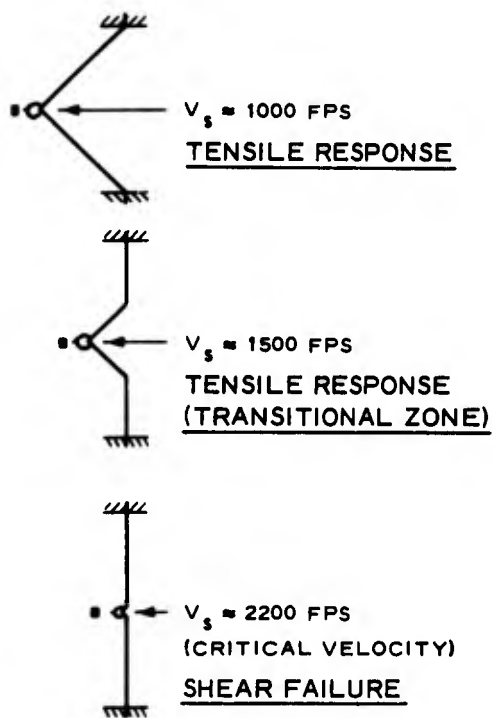 V_s ≈ 1000 FPS
TENSILE RESPONSE
V_s ≈ 1500 FPS
TENSILE RESPONSE
(TRANSITIONAL ZONE)
V_s ≈ 2200 FPS
(CRITICAL VELOCITY)
SHEAR FAILURE